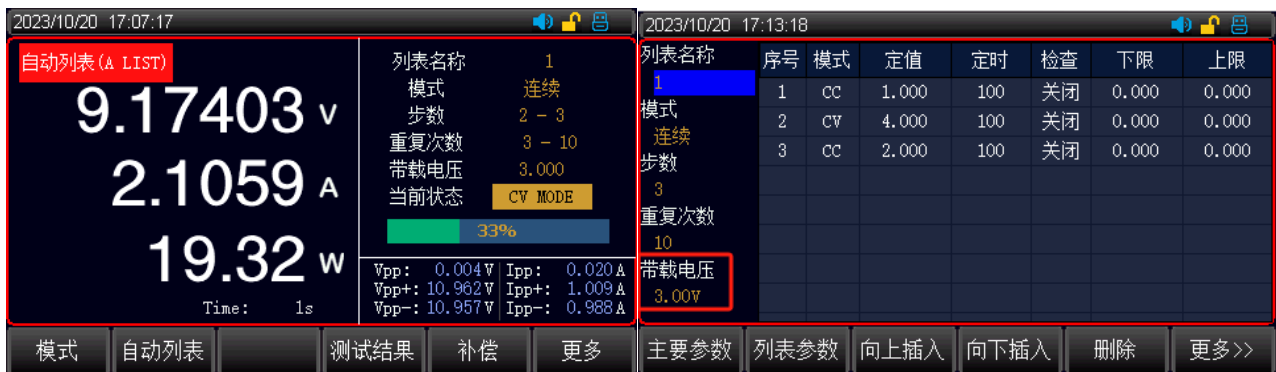 2023/10/20 17:07:17
自动列表(A LIST)
9.17403 V
2.1059 A
19.32 W
Time: 1s
列表名称 1
模式 连续
步数 2 - 3
重复次数 3 - 10
带载电压 3.000
当前状态 CV MODE
33%
Vpp: 0.004V Ipp: 0.020A
Vpp+: 10.962V Ipp+: 1.009A
Vpp-: 10.957V Ipp-: 0.988A
模式 自动列表 测试结果 补偿 更多
2023/10/20 17:13:18
列表名称
1
模式
连续
步数
3
重复次数
10
带载电压
3.00V
序号 模式 定值 定时 检查 下限 上限
1 CC 1.000 100 关闭 0.000 0.000
2 CV 4.000 100 关闭 0.000 0.000
3 CC 2.000 100 关闭 0.000 0.000
主要参数 列表参数 向上插入 向下插入 删除 更多>>